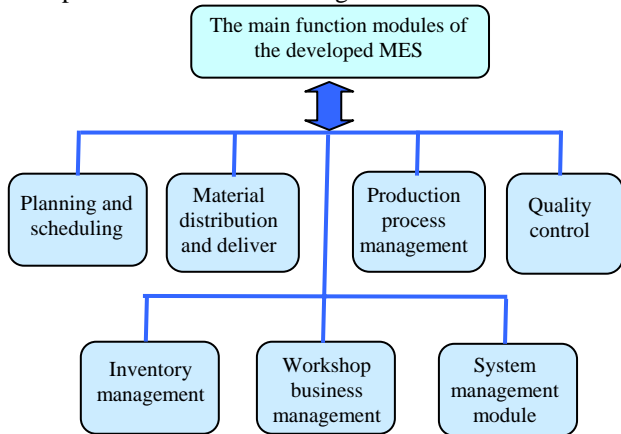 The main function modules of
the developed MES
Planning and
scheduling
Material
distribution
and deliver
Production
process
management
Quality
control
Inventory
management
Workshop
business
management
System
management
module